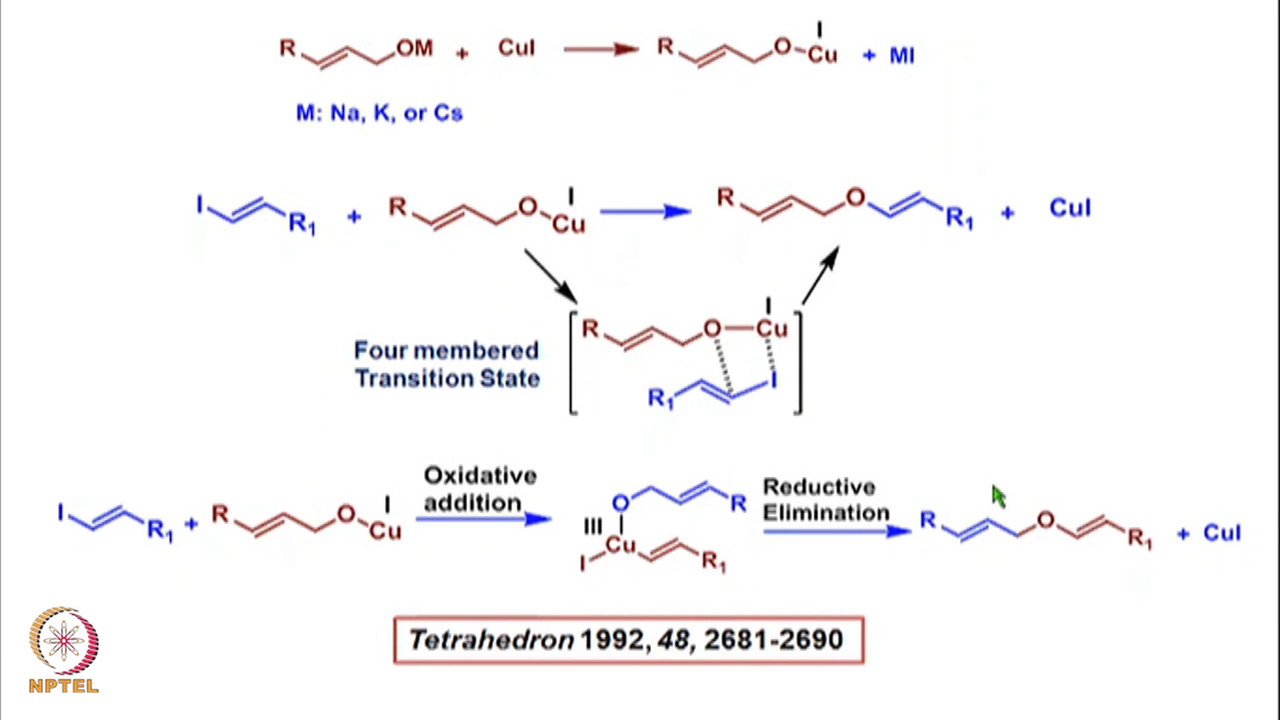 R OM + CuI R O I Cu + MI
M: Na, K, or Cs
I R1 + R O I Cu R O R1 + CuI
R O Cu I
Four membered
Transition State
R1 I
Oxidative
addition
O R
Reductive
Elimination
I R1 + R O I Cu
III
Cu
I R1
R O R1 + CuI
Tetrahedron 1992, 48, 2681-2690
NPTEL